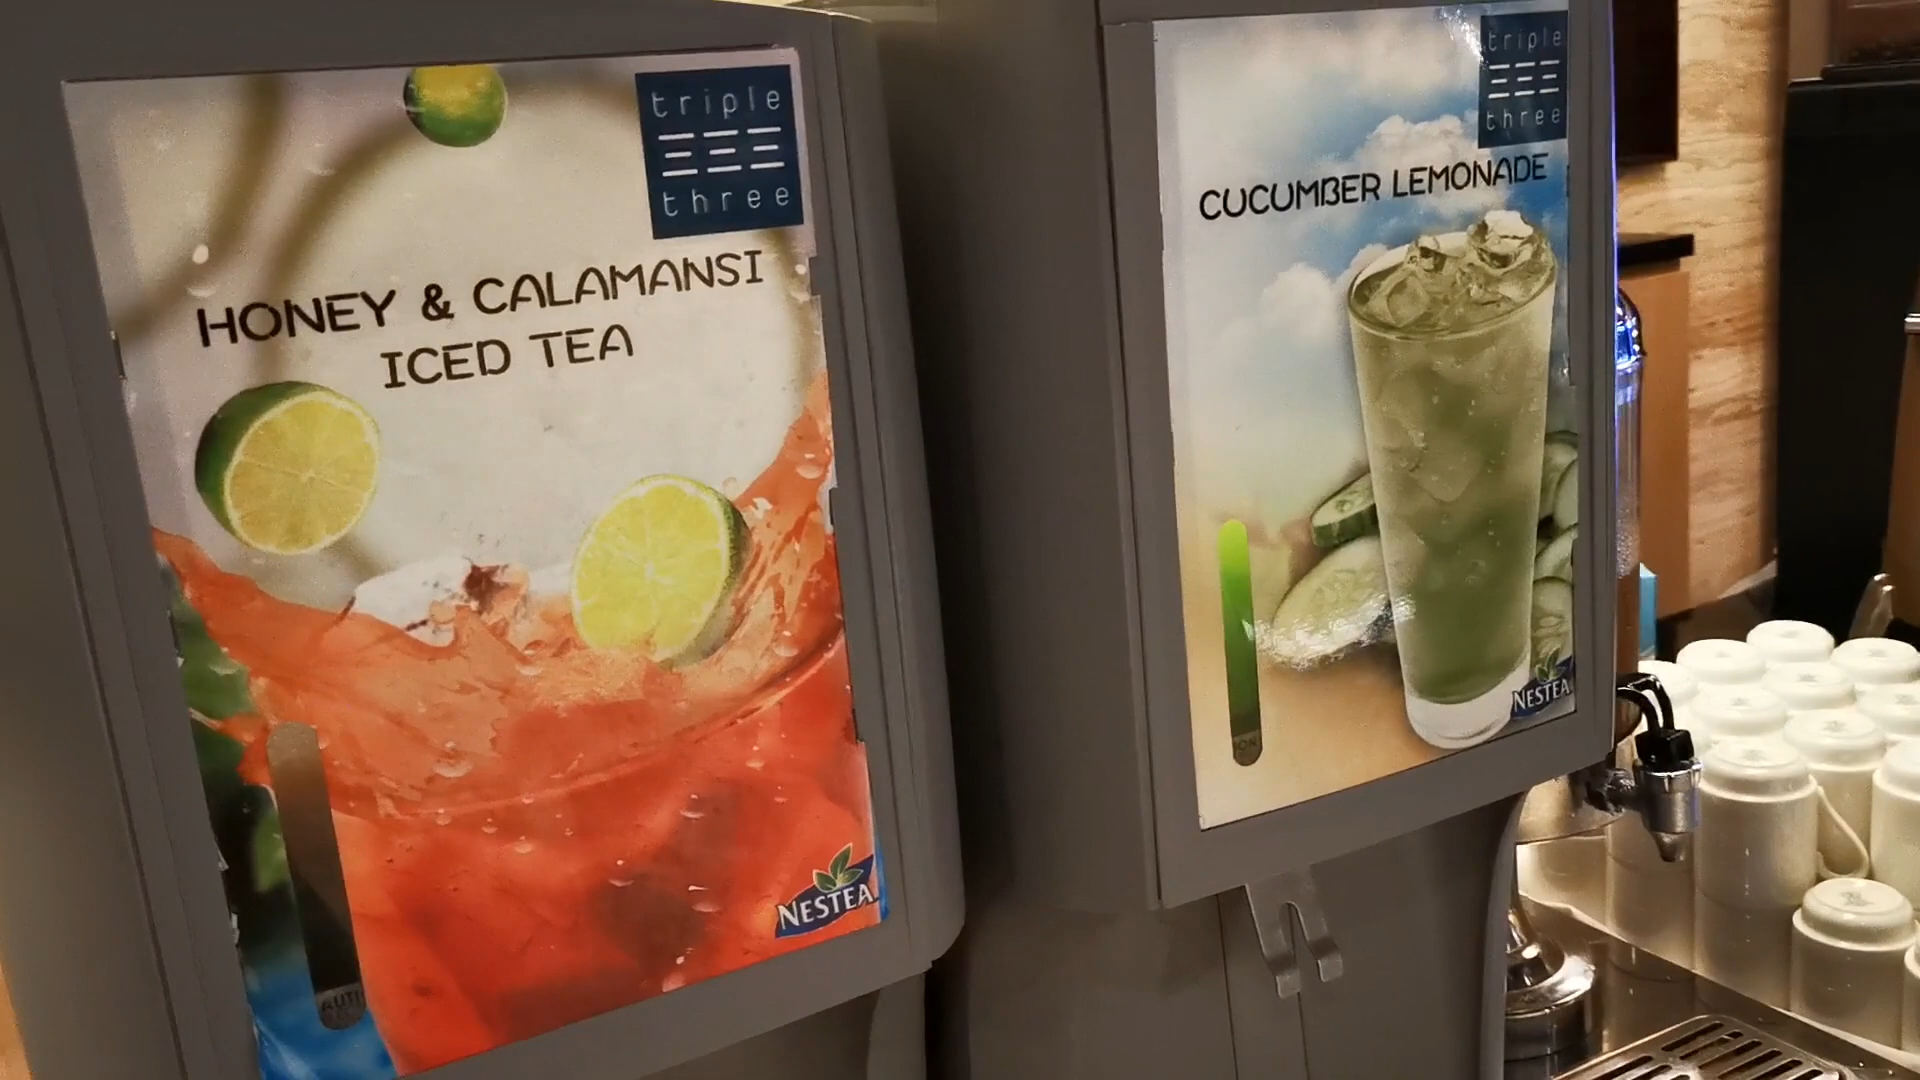 triple
three
HONEY & CALAMANSI
ICED TEA
NESTEA
triple
three
CUCUMBER LEMONADE
NESTEA